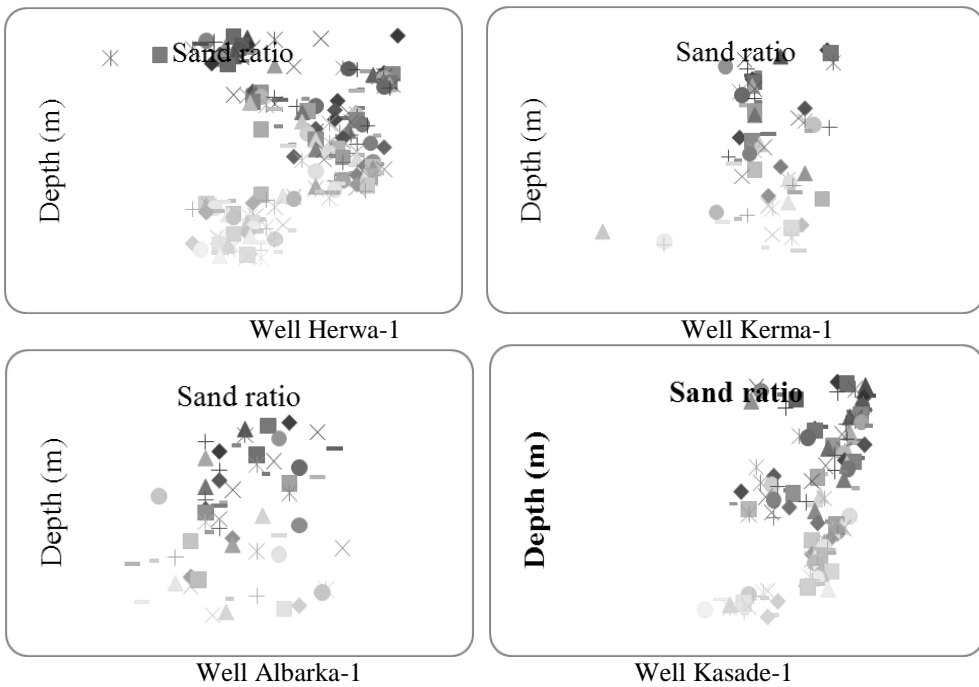 Sand ratio
Depth (m)
Well Herwa-1
Sand ratio
Depth (m)
Well Kerma-1
Sand ratio
Depth (m)
Well Albarka-1
Sand ratio
Depth (m)
Well Kasade-1